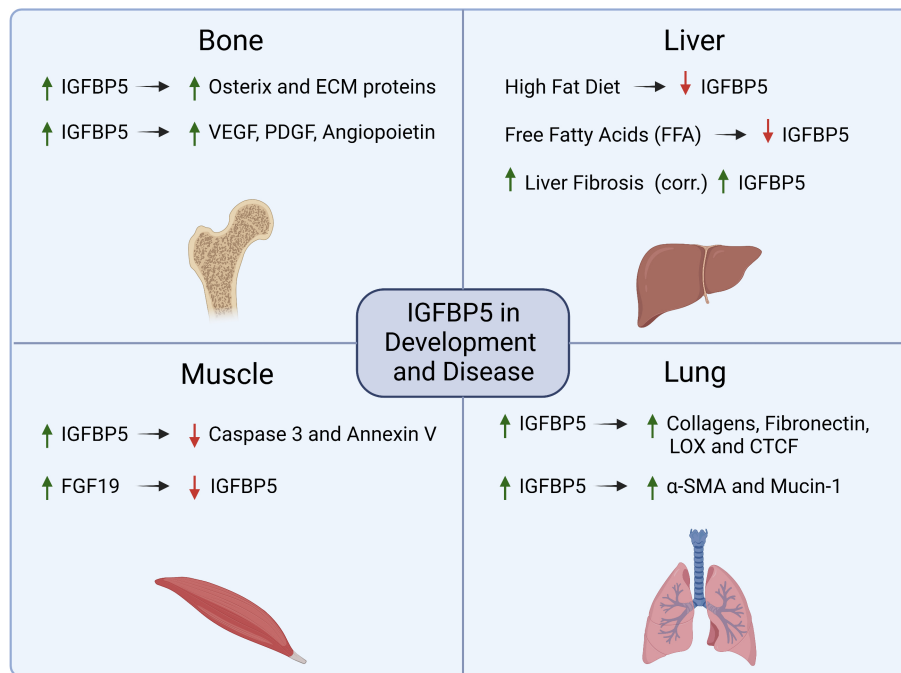 Bone
↑ IGFBP5 → ↑ Osterix and ECM proteins
↑ IGFBP5 → ↑ VEGF, PDGF, Angiopoietin
Liver
High Fat Diet → ↓ IGFBP5
Free Fatty Acids (FFA) → ↓ IGFBP5
↑ Liver Fibrosis (corr.) ↑ IGFBP5
IGFBP5 in
Development
and Disease
Muscle
↑ IGFBP5 → ↓ Caspase 3 and Annexin V
↑ FGF19 → ↓ IGFBP5
Lung
↑ IGFBP5 → ↑ Collagens, Fibronectin,
LOX and CTCF
↑ IGFBP5 → ↑ α-SMA and Mucin-1